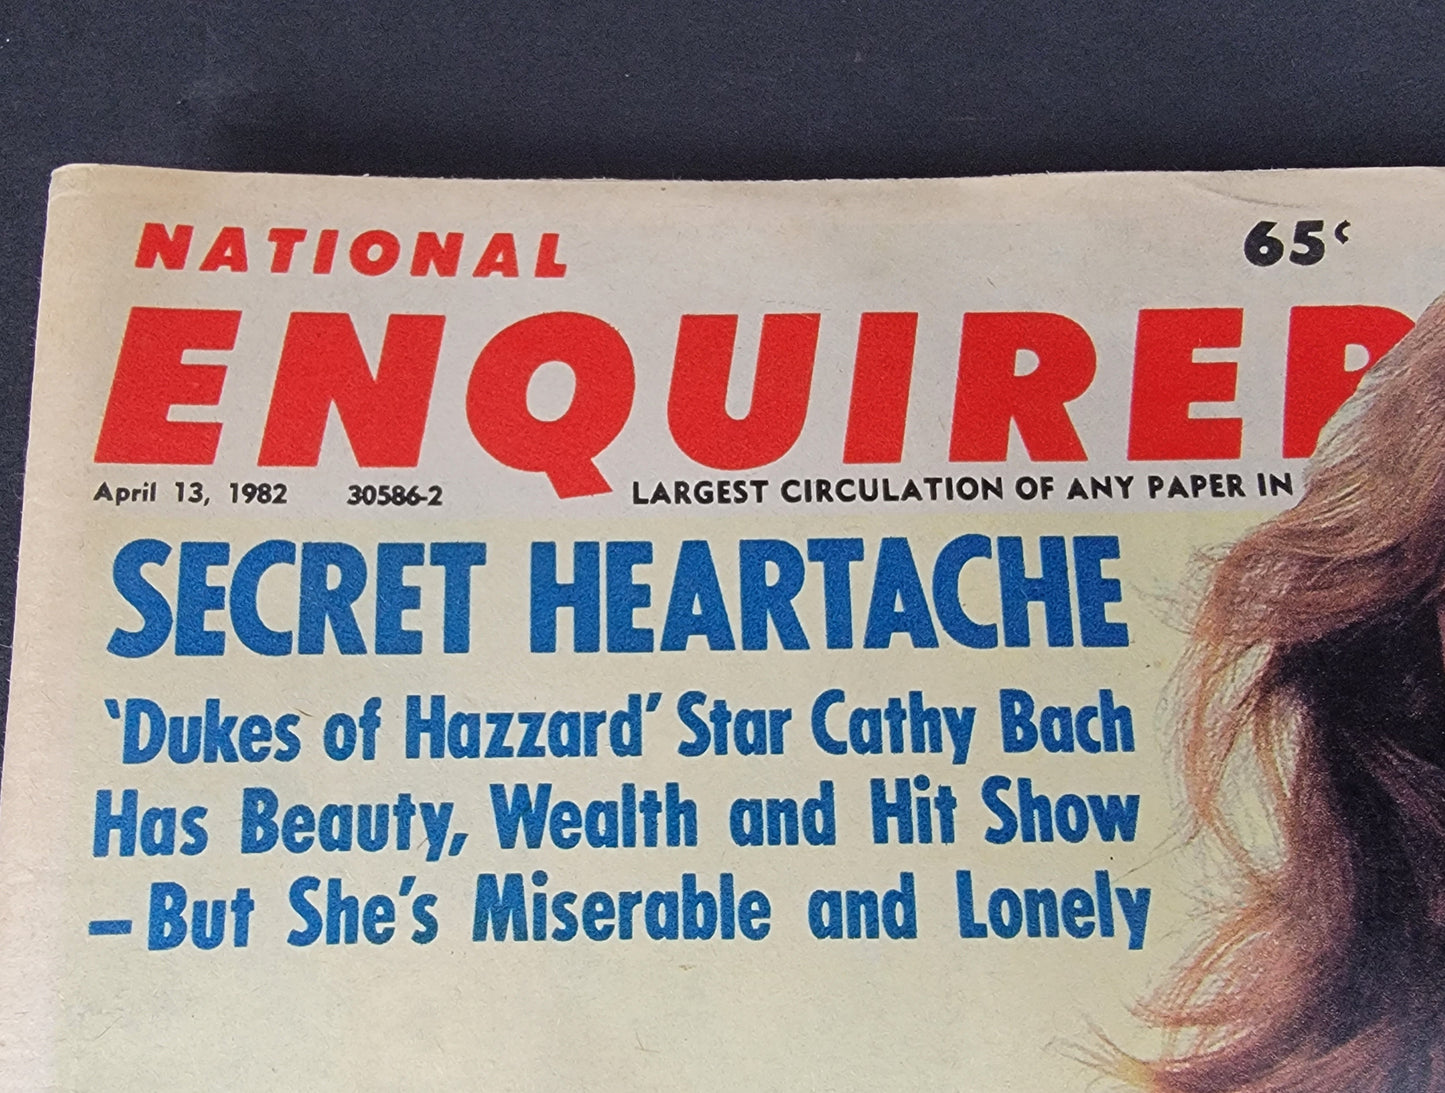 NATIONAL
65¢
ENQUIRER
April 13, 1982 30586-2 LARGEST CIRCULATION OF ANY PAPER IN
SECRET HEARTACHE
‘Dukes of Hazzard’ Star Cathy Bach
Has Beauty, Wealth and Hit Show
—But She’s Miserable and Lonely